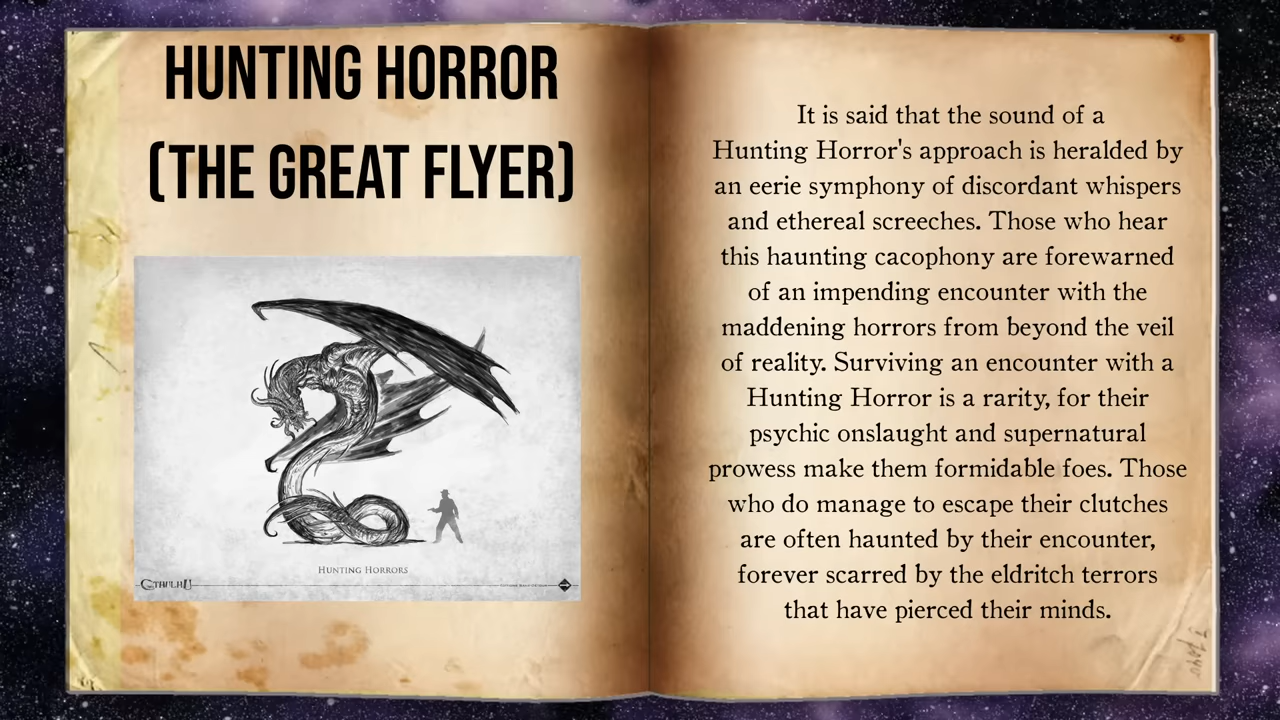 HUNTING HORROR
(THE GREAT FLYER)
HUNTING HORRORS
CTHULHU
It is said that the sound of a
Hunting Horror's approach is heralded by
an eerie symphony of discordant whispers
and ethereal screeches. Those who hear
this haunting cacophony are forewarned
of an impending encounter with the
maddening horrors from beyond the veil
of reality. Surviving an encounter with a
Hunting Horror is a rarity, for their
psychic onslaught and supernatural
prowess make them formidable foes. Those
who do manage to escape their clutches
are often haunted by their encounter,
forever scarred by the eldritch terrors
that have pierced their minds.